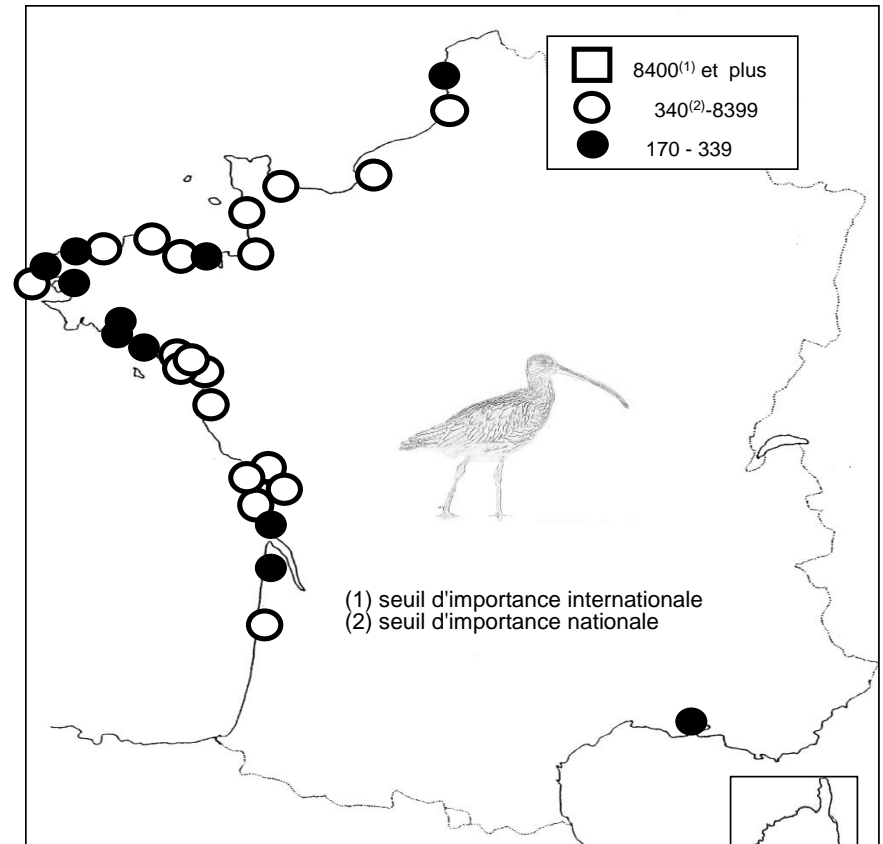 8400(1) et plus
340(2)-8399
170 - 339
(1) seuil d'importance internationale
(2) seuil d'importance nationale